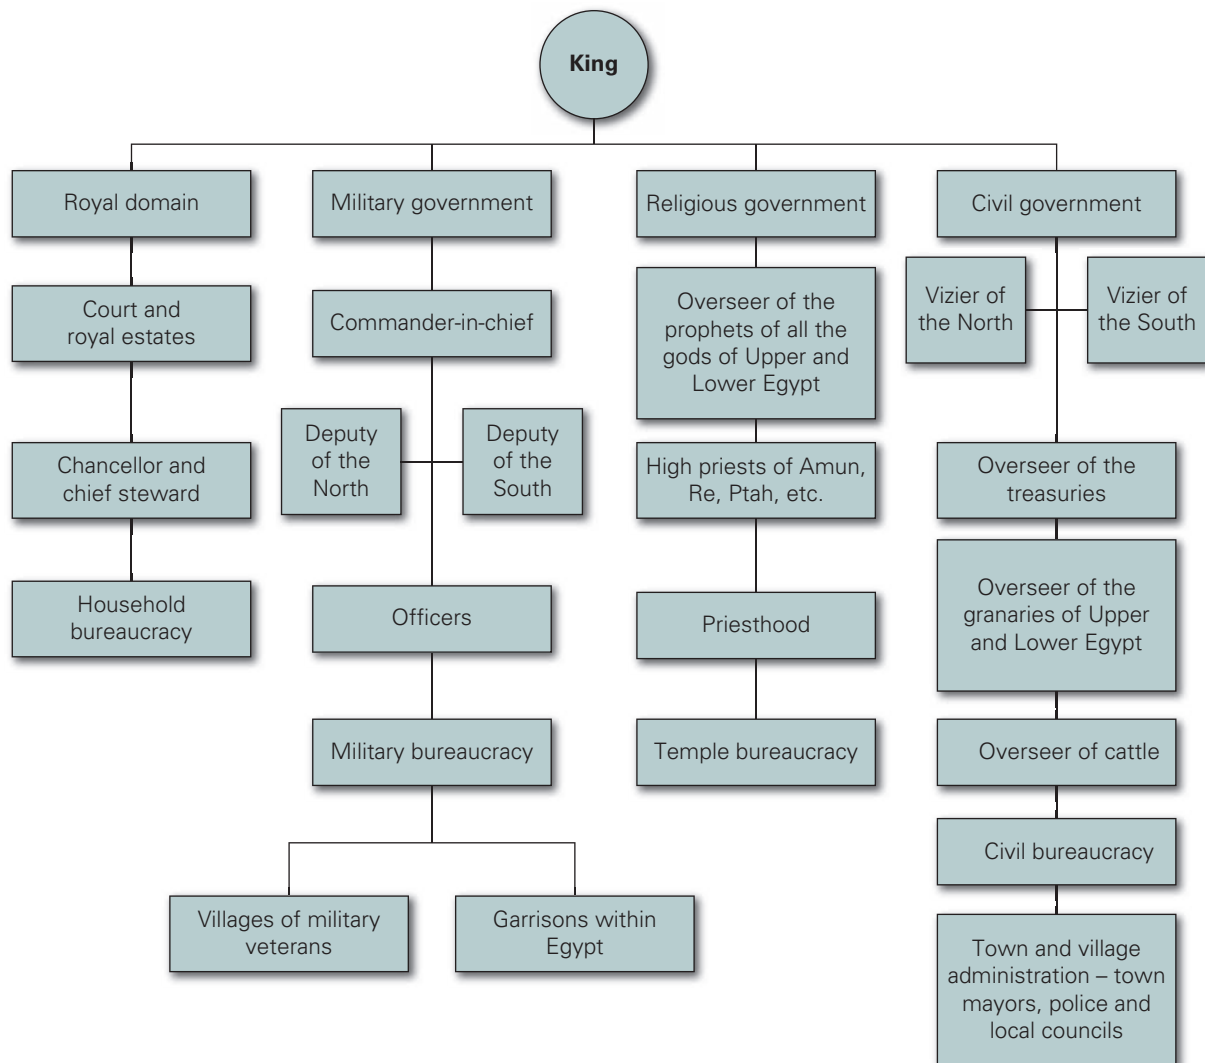 King
Royal domain
Military government
Religious government
Civil government
Court and
royal estates
Commander-in-chief
Overseer of the
prophets of all the
gods of Upper and
Lower Egypt
Vizier of
the North
Vizier of
the South
Chancellor and
chief steward
Deputy
of the
North
Deputy
of the
South
High priests of Amun,
Re, Ptah, etc.
Overseer of the
treasuries
Household
bureaucracy
Officers
Priesthood
Overseer of the
granaries of Upper
and Lower Egypt
Military bureaucracy
Temple bureaucracy
Overseer of cattle
Civil bureaucracy
Villages of military
veterans
Garrisons within
Egypt
Town and village
administration – town
mayors, police and
local councils